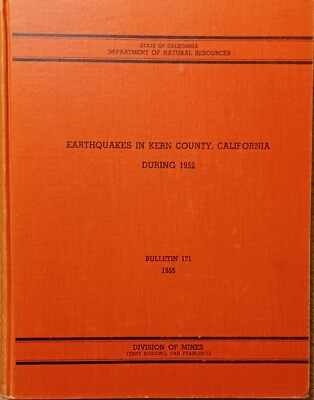 STATE OF CALIFORNIA
DEPARTMENT OF NATURAL RESOURCES
EARTHQUAKES IN KERN COUNTY, CALIFORNIA
DURING 1952
BULLETIN 171
1955
DIVISION OF MINES
FERRY BUILDING, SAN FRANCISCO